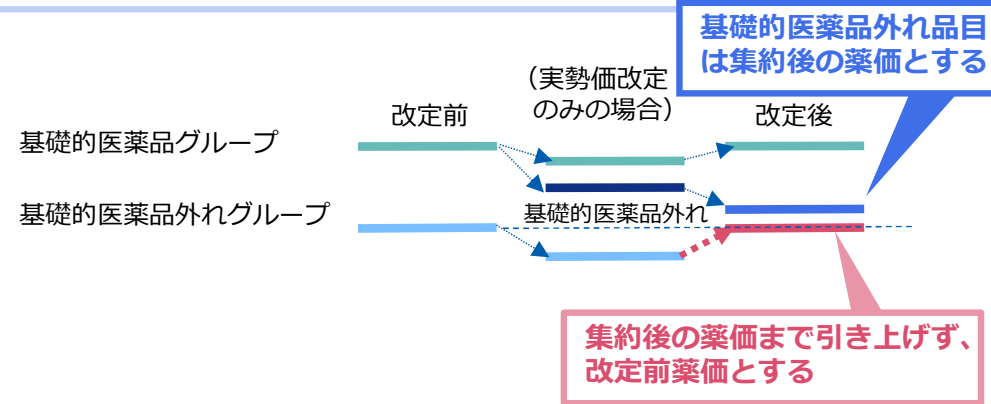 基礎的医薬品外れ品目
は集約後の薬価とする
（実勢価改定
のみの場合）
改定前
改定後
基礎的医薬品グループ
基礎的医薬品外れグループ
基礎的医薬品外れ
集約後の薬価まで引き上げず、
改定前薬価とする